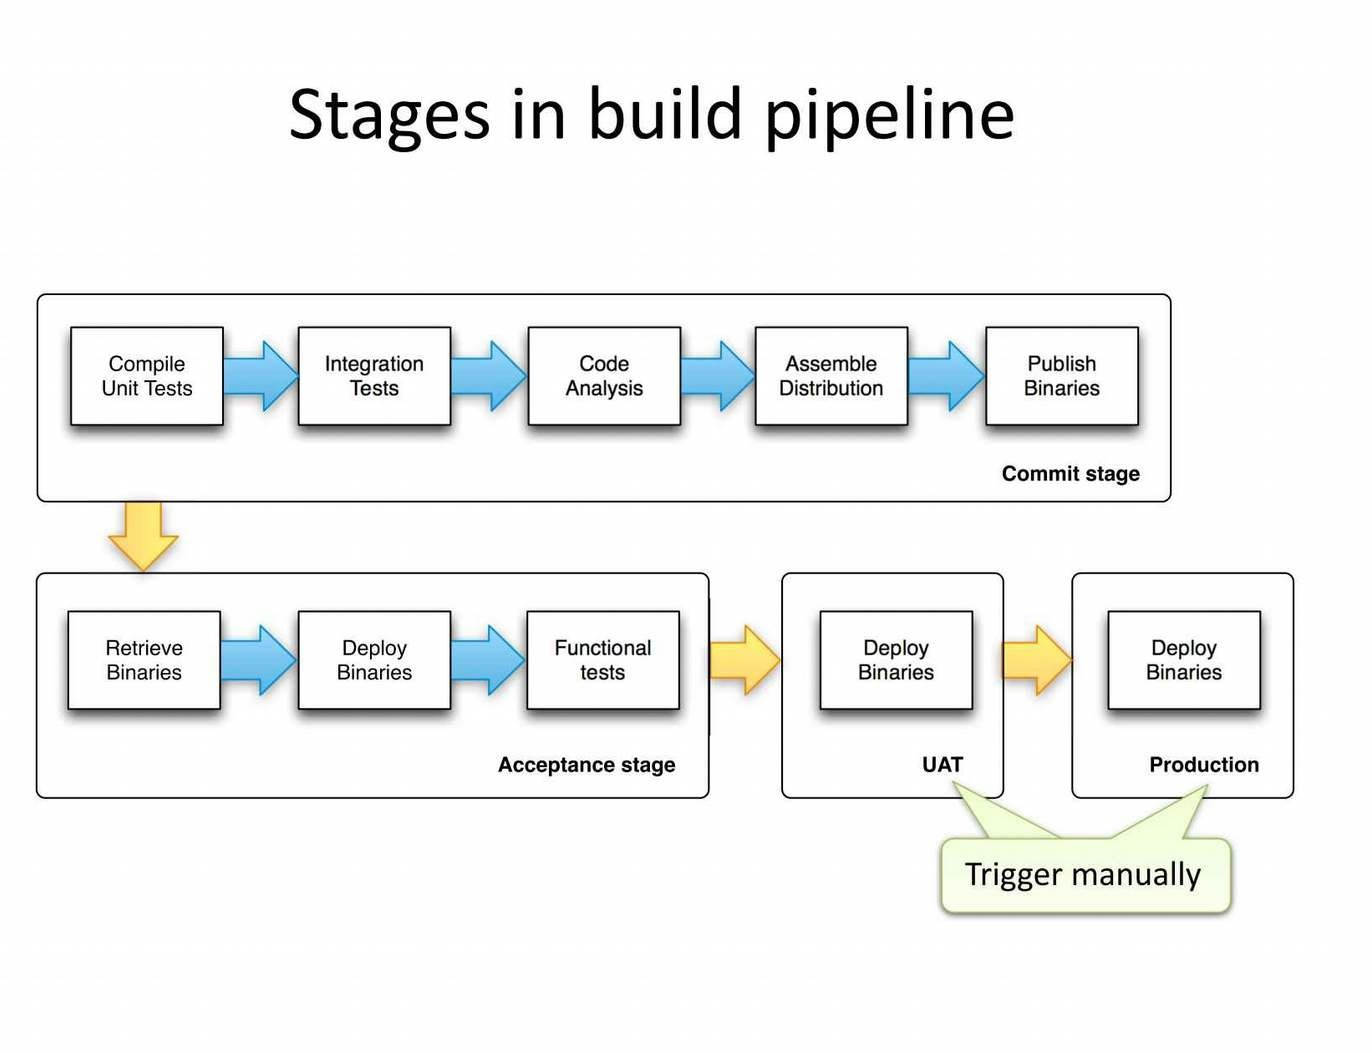 Stages in build pipeline
Compile
Unit Tests
Integration
Tests
Code
Analysis
Assemble
Distribution
Publish
Binaries
Commit stage
Retrieve
Binaries
Deploy
Binaries
Functional
tests
Acceptance stage
Deploy
Binaries
UAT
Deploy
Binaries
Production
Trigger manually